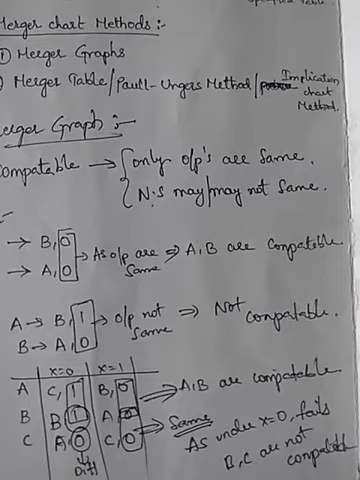 Merger chart Methods:-
① Merger Graphs
Merger Table/Paull-Ungers Method/ Implication chart Method.
Merger Graph:-
Compatable → only o/p's are same.
N.S may/may not same.
→ B, 0
→ As o/p are same ⇒ A,B are compatible.
→ A, 0
A → B, 1
→ o/p not same ⇒ Not compatable.
B → A, 0
x=0 x=1
A C, 1 B, 0 ⇒ A,B are compatable
B B, 1 A, 0
C A, 0 C, 0 → Same
Diff
As under x=0, fails
B,C are not compatable